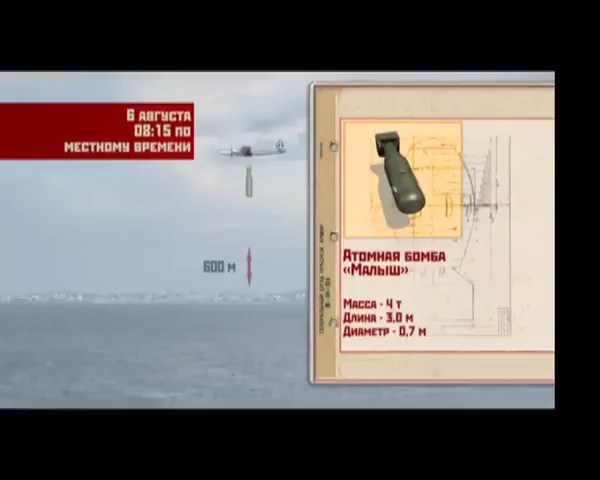 6 августа
08:15 по
местному времени
600 м
Атомная бомба
«Малыш»
Масса - 4 т
Длина - 3,0 м
Диаметр - 0,7 м